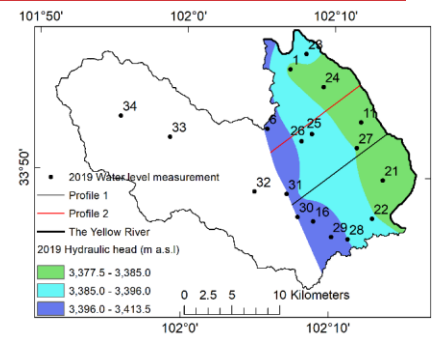 101°50' 102°0' 102°10'
23
1
24
34
11
6
33
25
26
27
33°50'
21
2019 Water level measurement
32
31
Profile 1
30
16
22
Profile 2
The Yellow River
29
28
2019 Hydraulic head (m a.s.l)
3,377.5 - 3,385.0
3,385.0 - 3,396.0
0 2.5 5 10 Kilometers
3,396.0 - 3,413.5
102°0' 102°10'